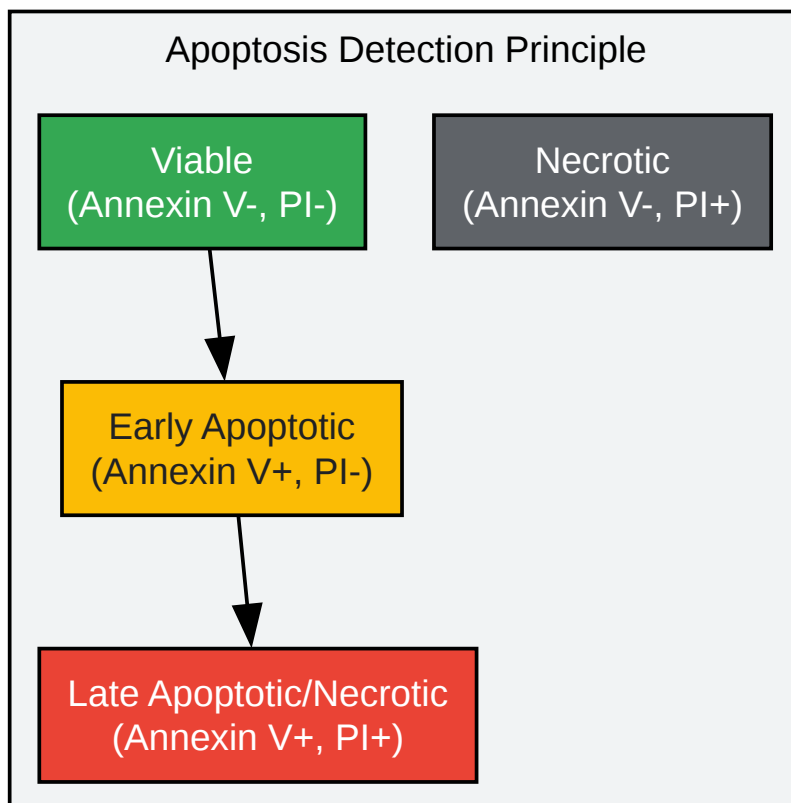 Apoptosis Detection Principle
Viable
(Annexin V-, PI-)
Necrotic
(Annexin V-, PI+)
Early Apoptotic
(Annexin V+, PI-)
Late Apoptotic/Necrotic
(Annexin V+, PI+)